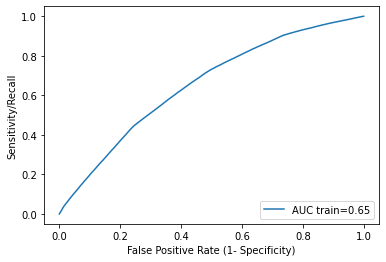 1.0
0.8
0.6
0.4
0.2
0.0
Sensitivity/Recall
AUC train=0.65
0.0 0.2 0.4 0.6 0.8 1.0
False Positive Rate (1- Specificity)